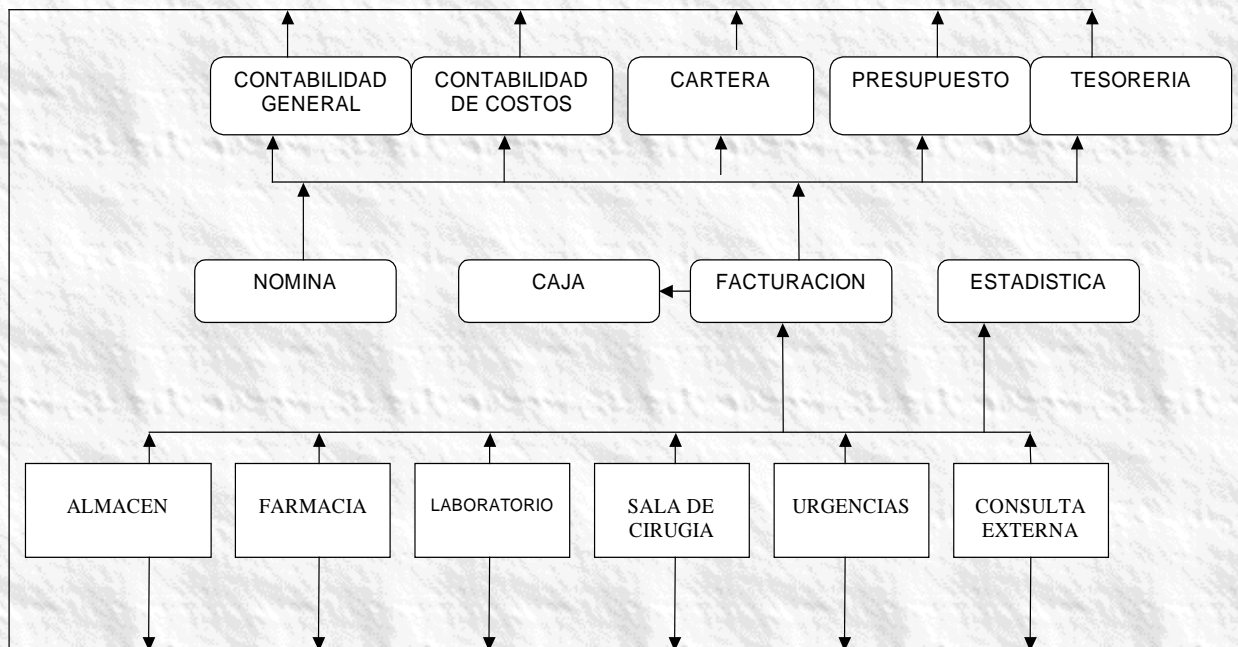 CONTABILIDAD
GENERAL
CONTABILIDAD
DE COSTOS
CARTERA
PRESUPUESTO
TESORERIA
NOMINA
CAJA
FACTURACION
ESTADISTICA
ALMACEN
FARMACIA
LABORATORIO
SALA DE
CIRUGIA
URGENCIAS
CONSULTA
EXTERNA